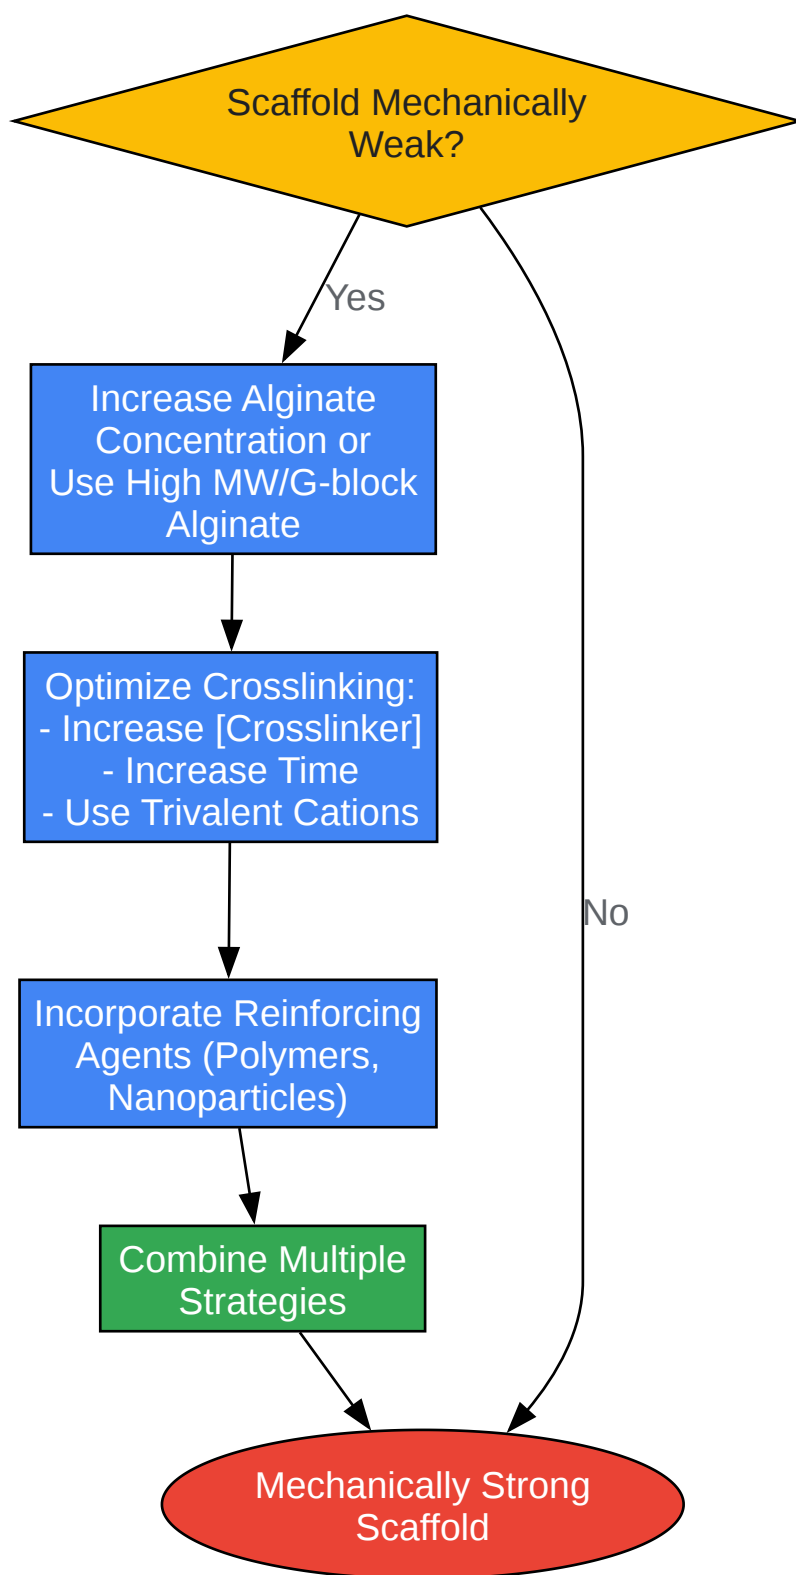 Scaffold Mechanically
Weak?
Yes
Increase Alginate
Concentration or
Use High MW/G-block
Alginate
Optimize Crosslinking:
- Increase [Crosslinker]
- Increase Time
- Use Trivalent Cations
No
Incorporate Reinforcing
Agents (Polymers,
Nanoparticles)
Combine Multiple
Strategies
Mechanically Strong
Scaffold